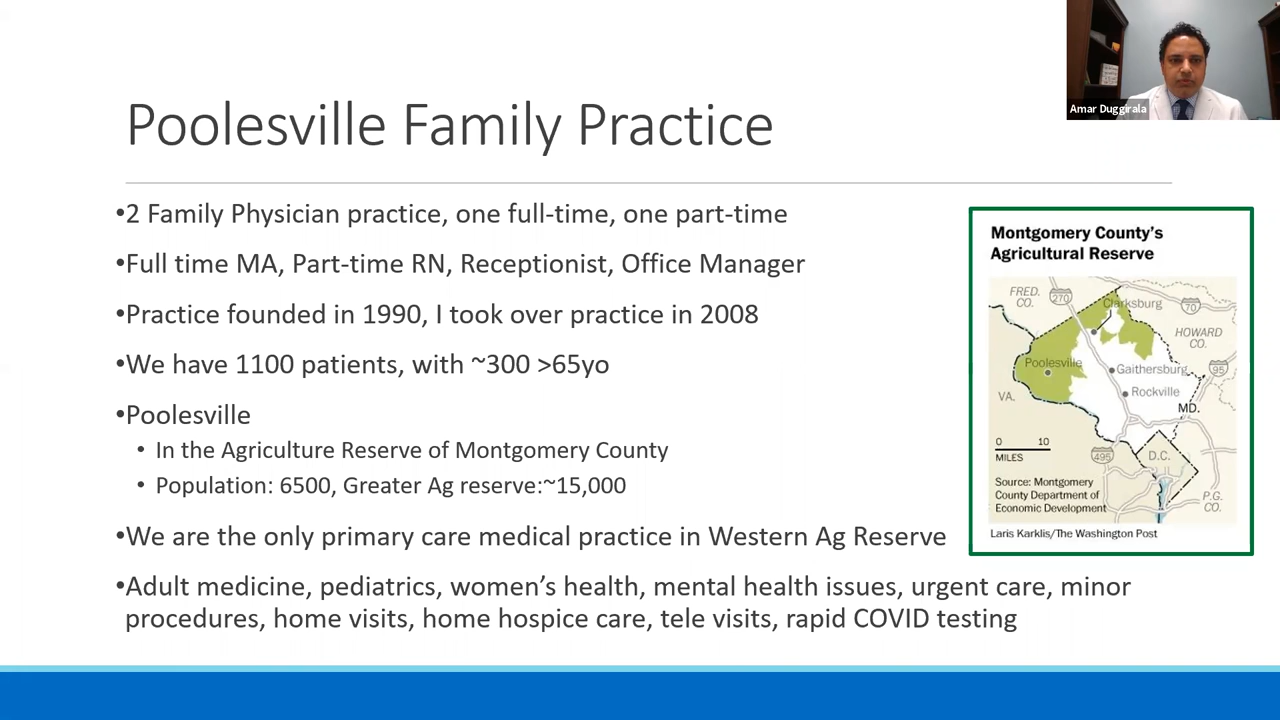 Amar Duggirala
Poolesville Family Practice
•2 Family Physician practice, one full-time, one part-time
•Full time MA, Part-time RN, Receptionist, Office Manager
•Practice founded in 1990, I took over practice in 2008
•We have 1100 patients, with ~300 >65yo
•Poolesville
• In the Agriculture Reserve of Montgomery County
• Population: 6500, Greater Ag reserve:~15,000
•We are the only primary care medical practice in Western Ag Reserve
•Adult medicine, pediatrics, women’s health, mental health issues, urgent care, minor
procedures, home visits, home hospice care, tele visits, rapid COVID testing
Montgomery County’s
Agricultural Reserve
FRED.
CO.
270
Clarksburg
70
HOWARD
CO.
Poolesville
Gaithersburg
95
Rockville
VA.
MD.
0 10
MILES
495
D.C.
Source: Montgomery
County Department of
Economic Development
P.G.
CO.
Laris Karklis/The Washington Post